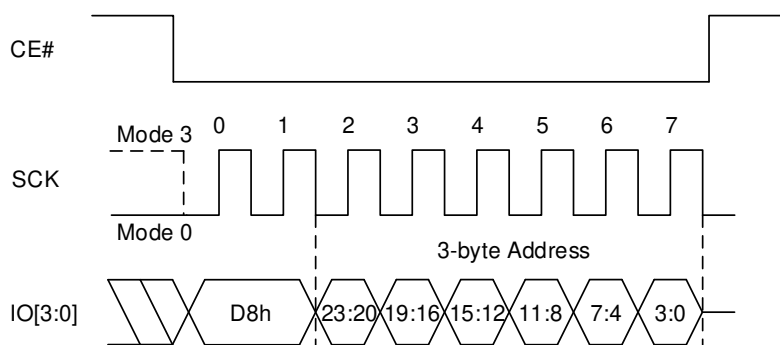 CE#
Mode 3 0 1 2 3 4 5 6 7
SCK
Mode 0
3-byte Address
IO[3:0] D8h 23:20 19:16 15:12 11:8 7:4 3:0